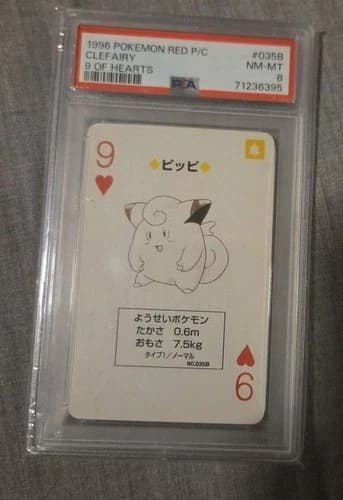 1996 POKEMON RED P/C #035B
CLEFAIRY NM-MT
9 OF HEARTS 8
PSA 71236395
9
ピッピ
ようせいポケモン
たかさ 0.6m
おもさ 7.5kg
タイプ1/ノーマル
NO.035B
9